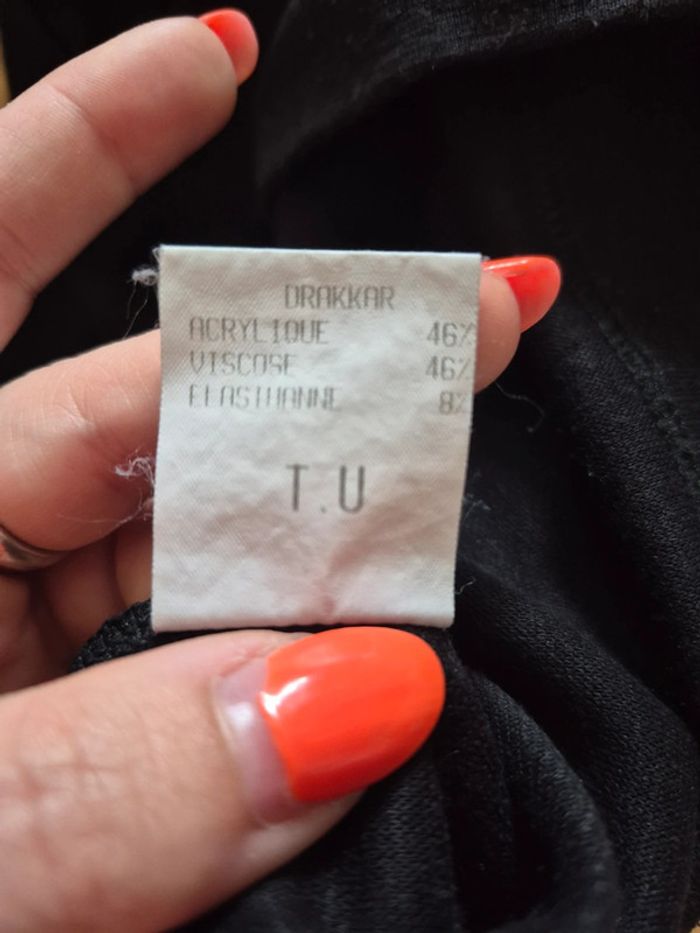 DRAKKAR
ACRYLIQUE 46%
VISCOSE 46%
ELASTHANNE 8%
T.U